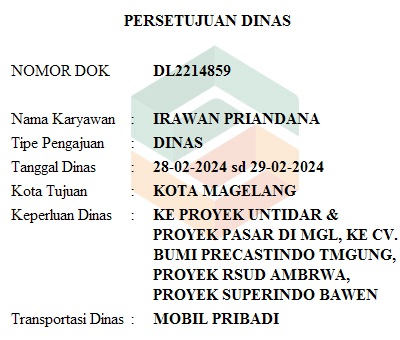 PERSETUJUAN DINAS
NOMOR DOK DL2214859
Nama Karyawan : IRAWAN PRIANDANA
Tipe Pengajuan : DINAS
Tanggal Dinas : 28-02-2024 sd 29-02-2024
Kota Tujuan : KOTA MAGELANG
Keperluan Dinas : KE PROYEK UNTIDAR &
PROYEK PASAR DI MGL, KE CV.
BUMI PRECASTINDO TMGUNG,
PROYEK RSUD AMBRWA,
PROYEK SUPERINDO BAWEN
Transportasi Dinas : MOBIL PRIBADI